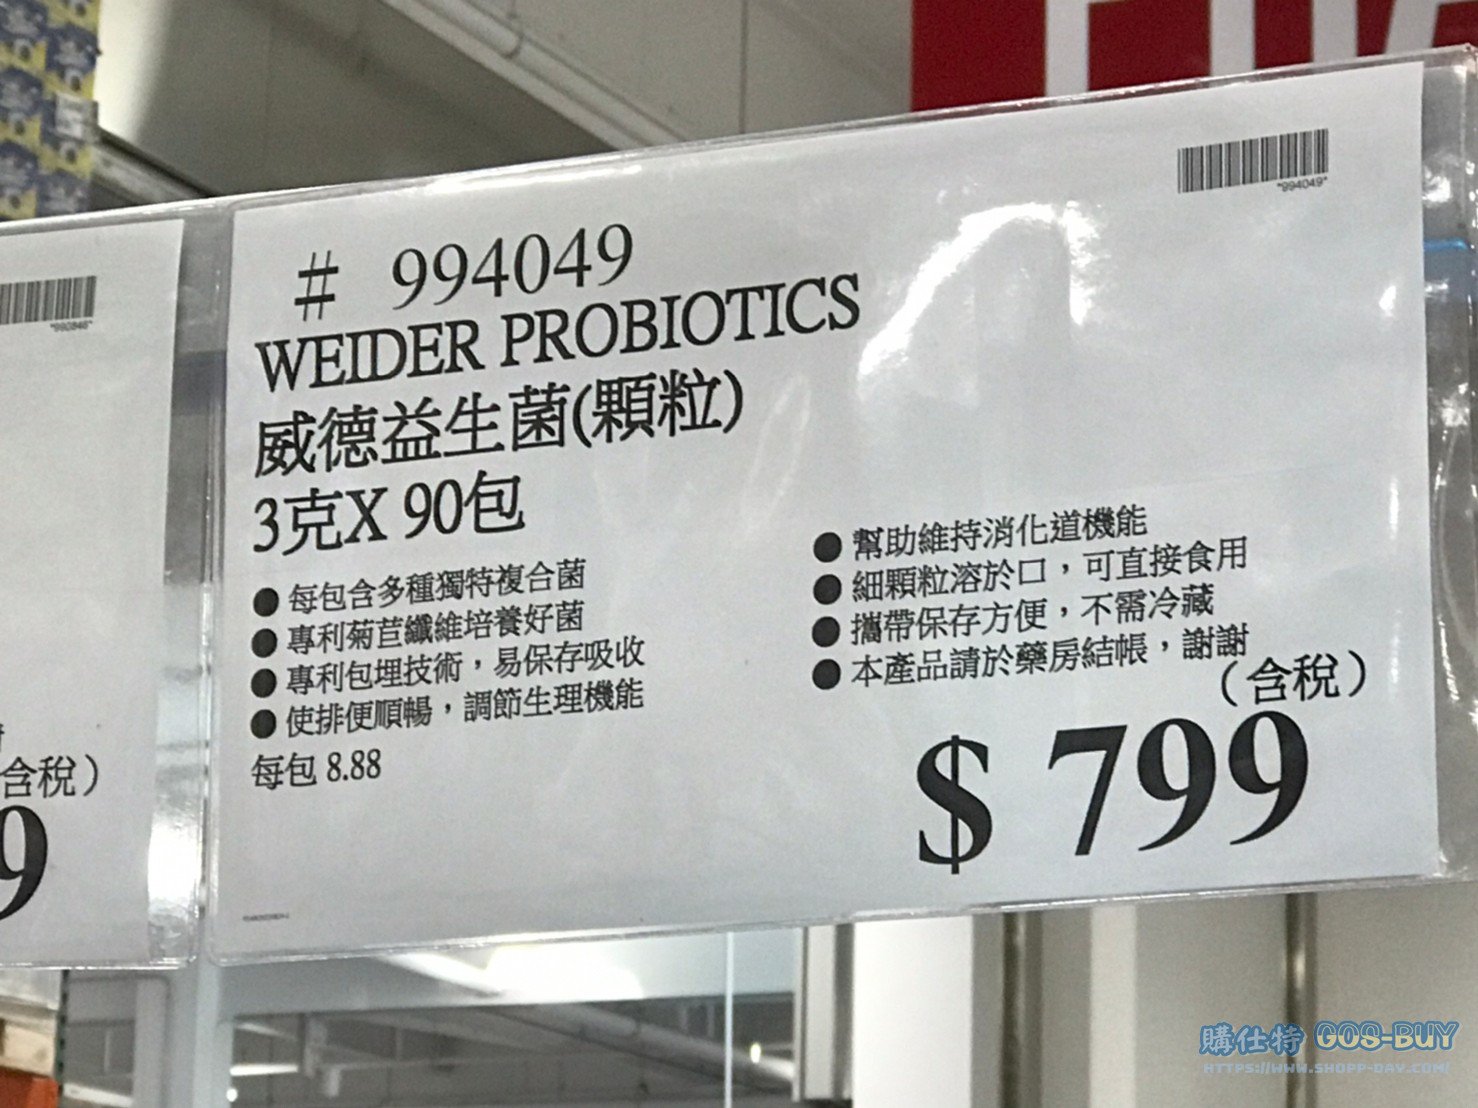 "994049"
# 994049
WEIDER PROBIOTICS
威德益生菌(顆粒)
3克X 90包
● 每包含多種獨特複合菌
● 專利菊苣纖維培養好菌
● 專利包埋技術，易保存吸收
● 使排便順暢，調節生理機能
每包 8.88
● 幫助維持消化道機能
● 細顆粒溶於口，可直接食用
● 攜帶保存方便，不需冷藏
● 本產品請於藥房結帳，謝謝
(含稅)
$ 799
含稅)
9
購仕特 GOS-BUY
HTTPS://WWW.SHOPP-DAY.COM/